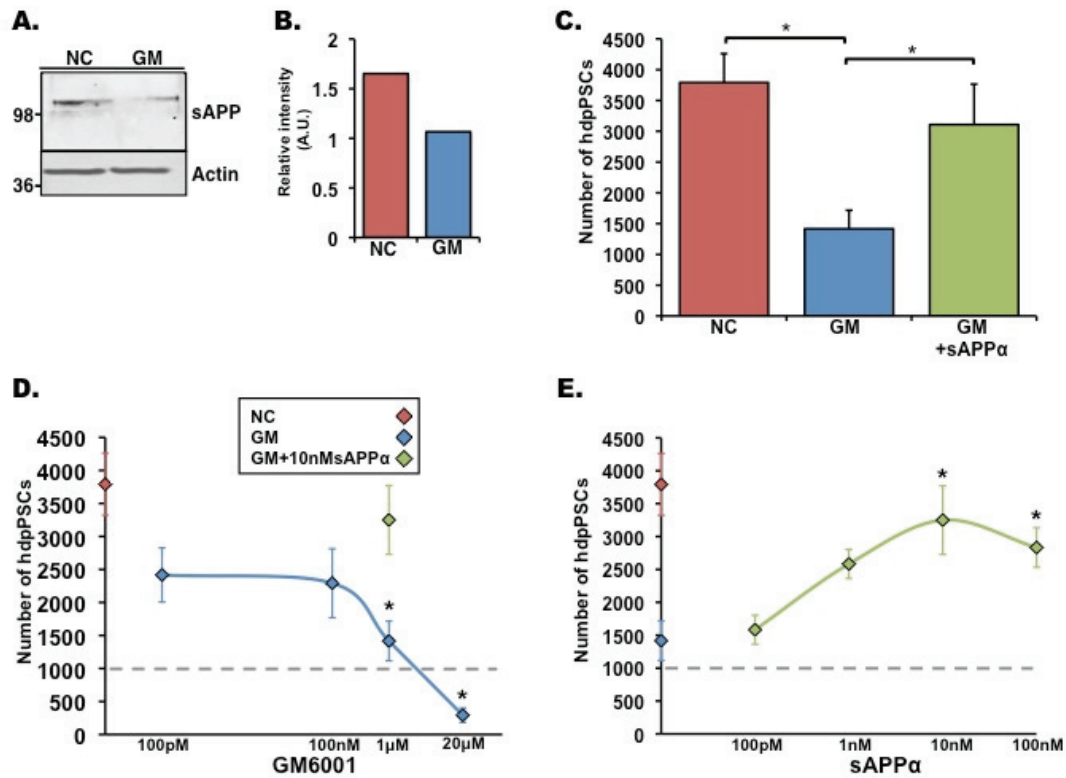 A.
NC GM
98-
sAPP
36-
Actin
B.
Relative intensity
(A.U.)
2
1.5
1
0.5
0
NC GM
C.
Number of hdpPSCs
4500
4000
3500
3000
2500
2000
1500
1000
500
0
*
*
NC GM GM
+sAPPα
D.
NC
GM
GM+10nMsAPPα
Number of hdpPSCs
4500
4000
3500
3000
2500
2000
1500
1000
500
0
*
*
100pM 100nM 1µM 20µM
GM6001
E.
Number of hdpPSCs
4500
4000
3500
3000
2500
2000
1500
1000
500
0
*
*
100pM 1nM 10nM 100nM
sAPPα